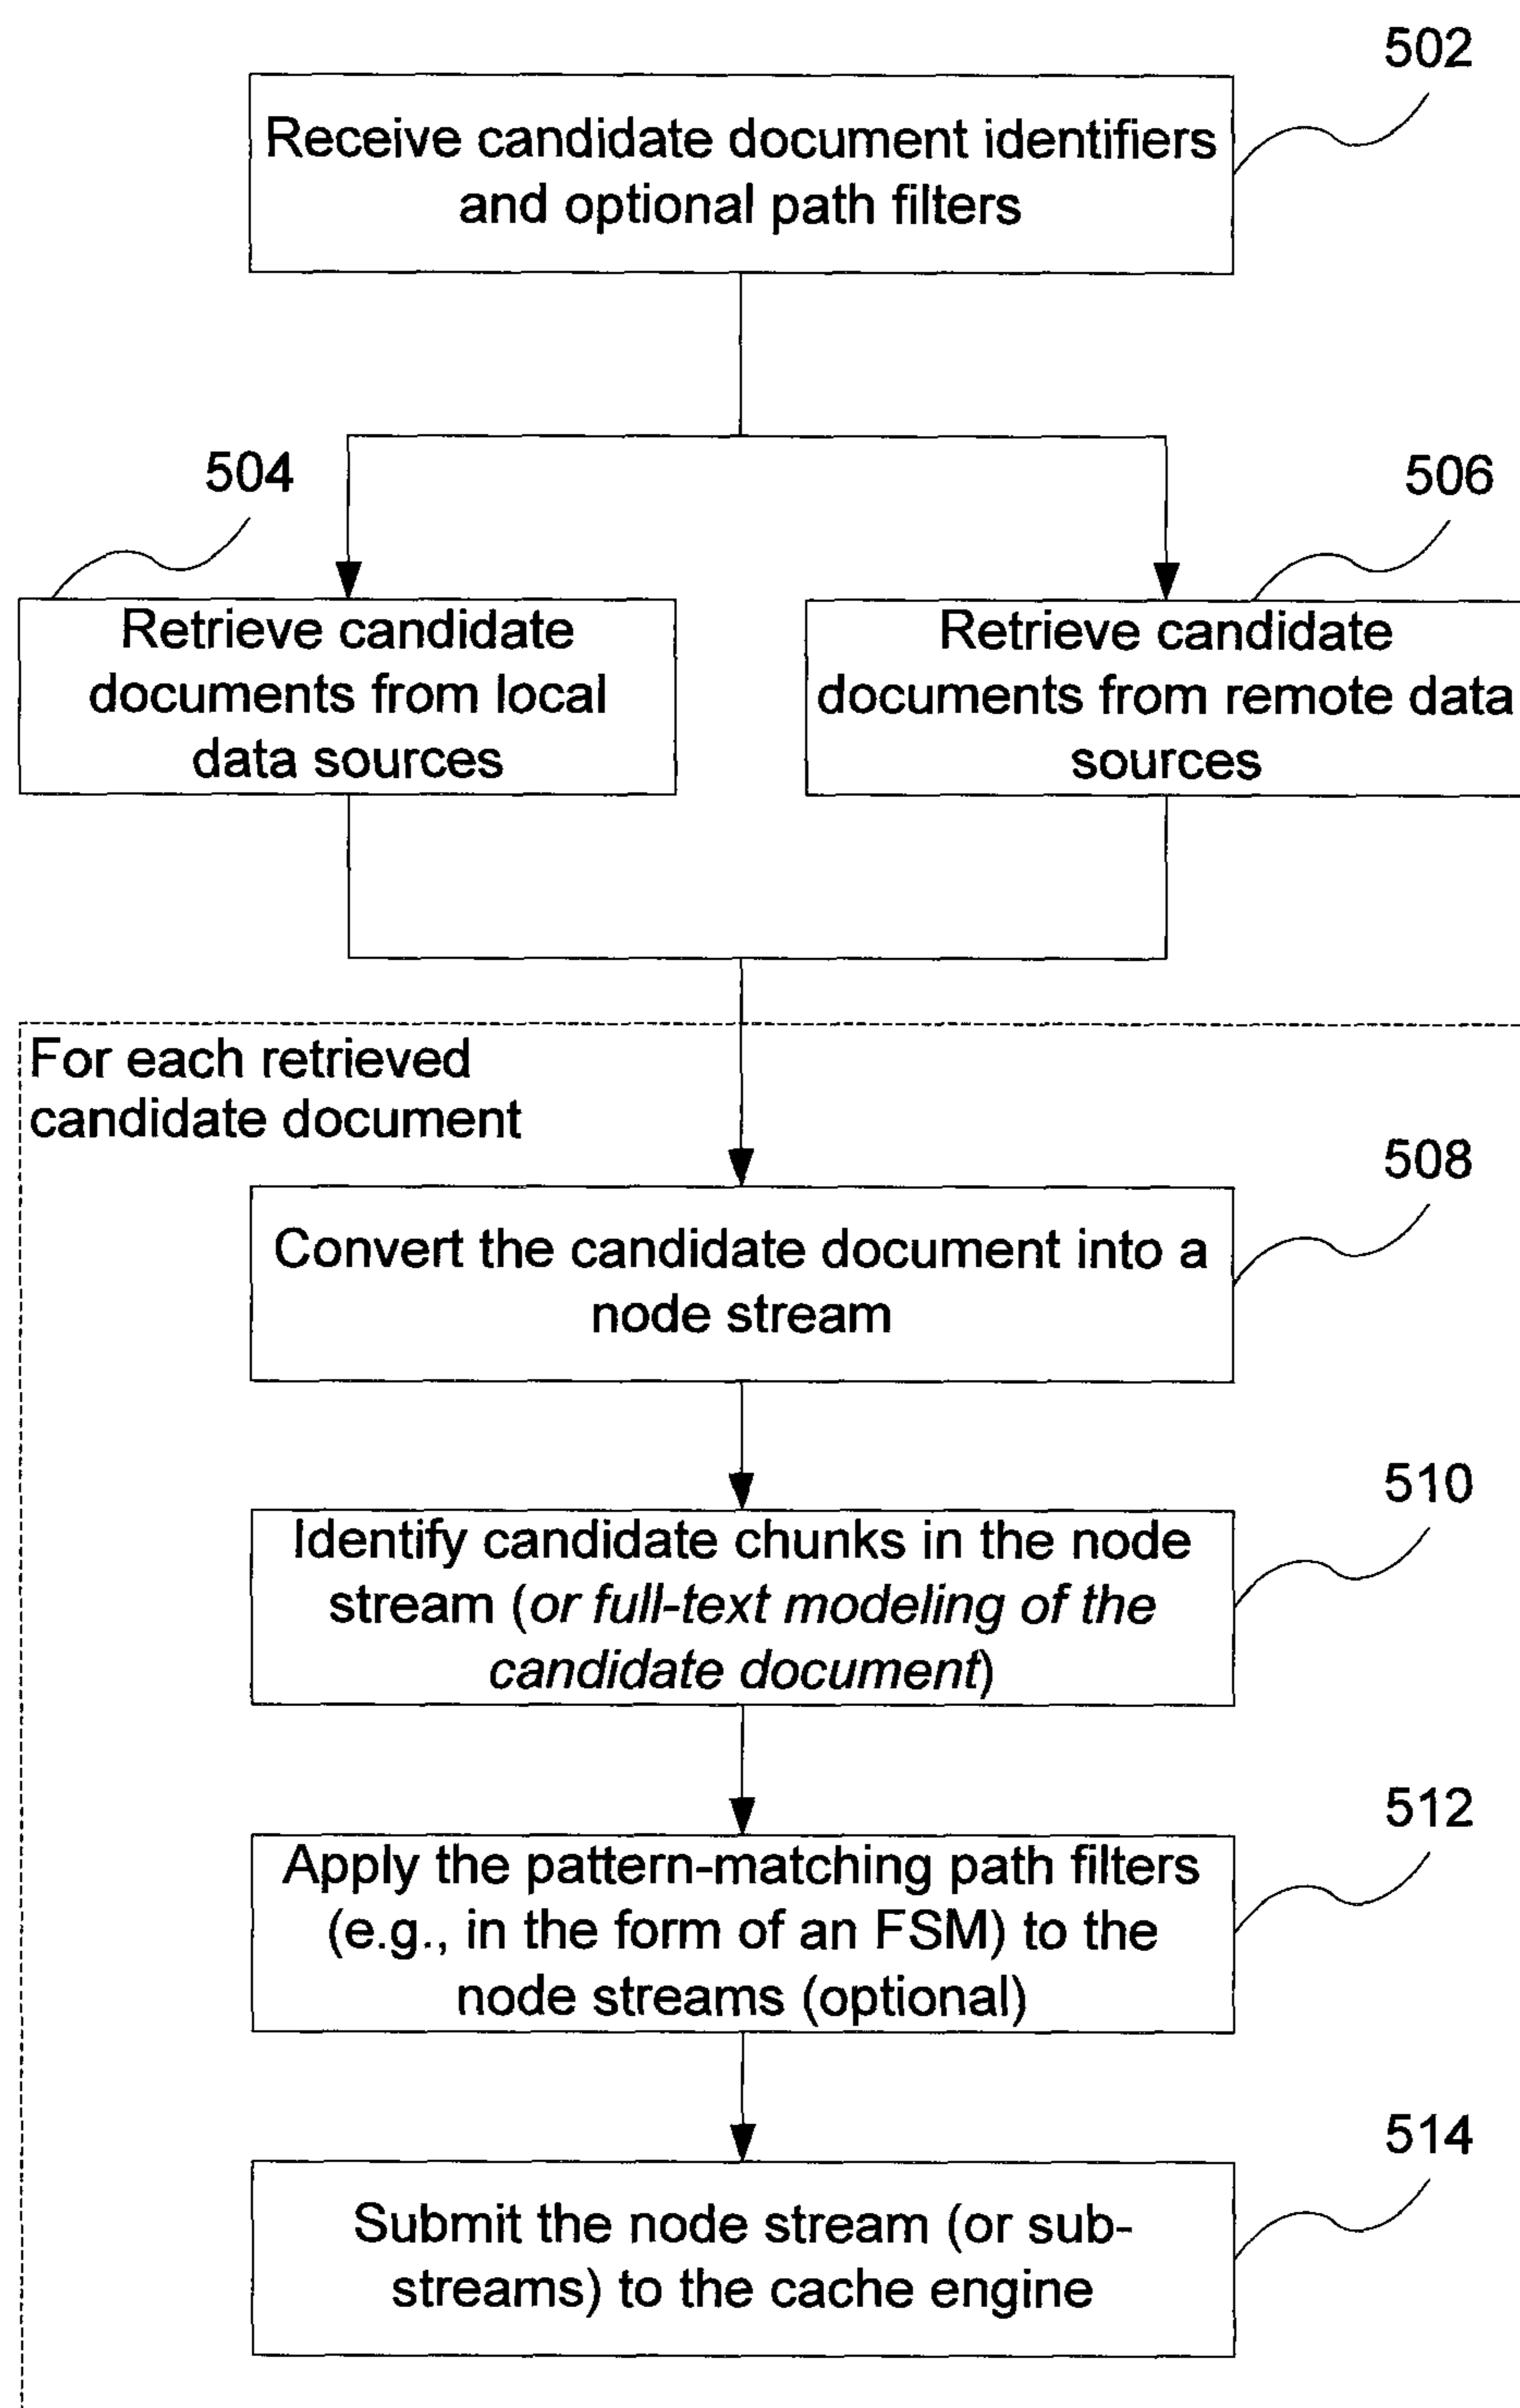 502
Receive candidate document identifiers
and optional path filters
504
506
Retrieve candidate
documents from local
data sources
Retrieve candidate
documents from remote data
sources
For each retrieved
candidate document
508
Convert the candidate document into a
node stream
510
Identify candidate chunks in the node
stream (or full-text modeling of the
candidate document)
512
Apply the pattern-matching path filters
(e.g., in the form of an FSM) to the
node streams (optional)
514
Submit the node stream (or sub-
streams) to the cache engine